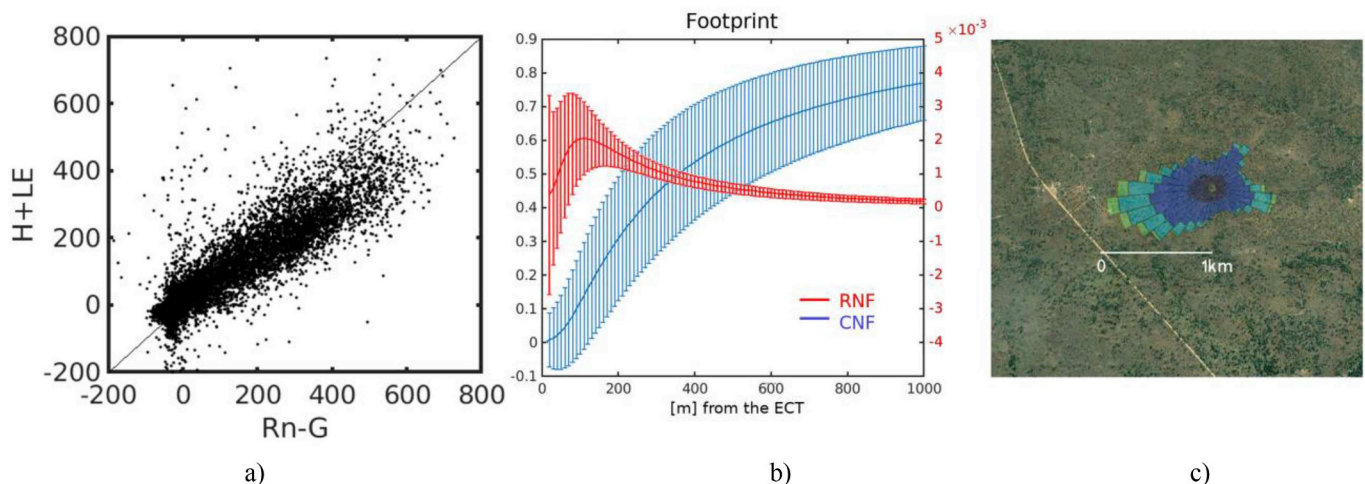 800
600
400
200
0
-200
-200 0 200 400 600 800
H+LE
Rn-G
a)
Footprint
0.9
0.8
0.7
0.6
0.5
0.4
0.3
0.2
0.1
0
-0.1
5 ×10⁻³
4
3
2
1
0
-1
-2
-3
-4
RNF
CNF
0 200 400 600 800 1000
[m] from the ECT
b)
0 1km
c)